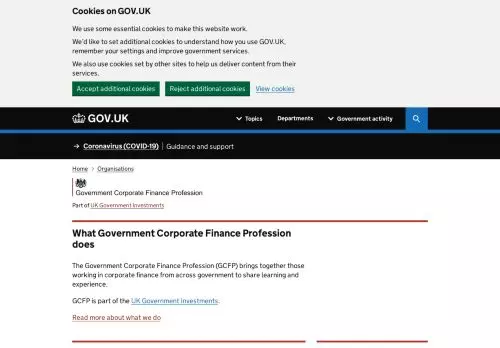 Cookies on GOV.UK
We use some essential cookies to make this website work.
We'd like to set additional cookies to understand how you use GOV.UK,
remember your settings and improve government services.
We also use cookies set by other sites to help us deliver content from their
services.
Accept additional cookies Reject additional cookies View cookies
GOV.UK Topics Departments Government activity
→ Coronavirus (COVID-19) Guidance and support
Home > Organisations
Government Corporate Finance Profession
Part of UK Government Investments
What Government Corporate Finance Profession
does
The Government Corporate Finance Profession (GCFP) brings together those
working in corporate finance from across government to share learning and
experience.
GCFP is part of the UK Government Investments.
Read more about what we do